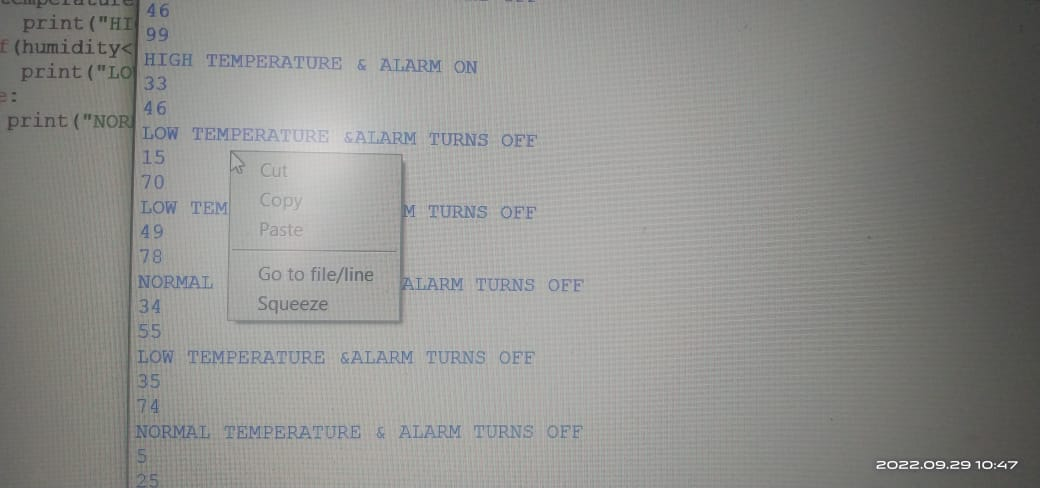 print("HI
46
f(humidity<
99
print("LO
HIGH TEMPERATURE & ALARM ON
e:
33
print("NOR
46
LOW TEMPERATURE &ALARM TURNS OFF
15
70
LOW TEM M TURNS OFF
49
78
NORMAL ALARM TURNS OFF
34
55
LOW TEMPERATURE &ALARM TURNS OFF
35
74
NORMAL TEMPERATURE & ALARM TURNS OFF
5
25
Cut
Copy
Paste
Go to file/line
Squeeze
2022.09.29 10:47